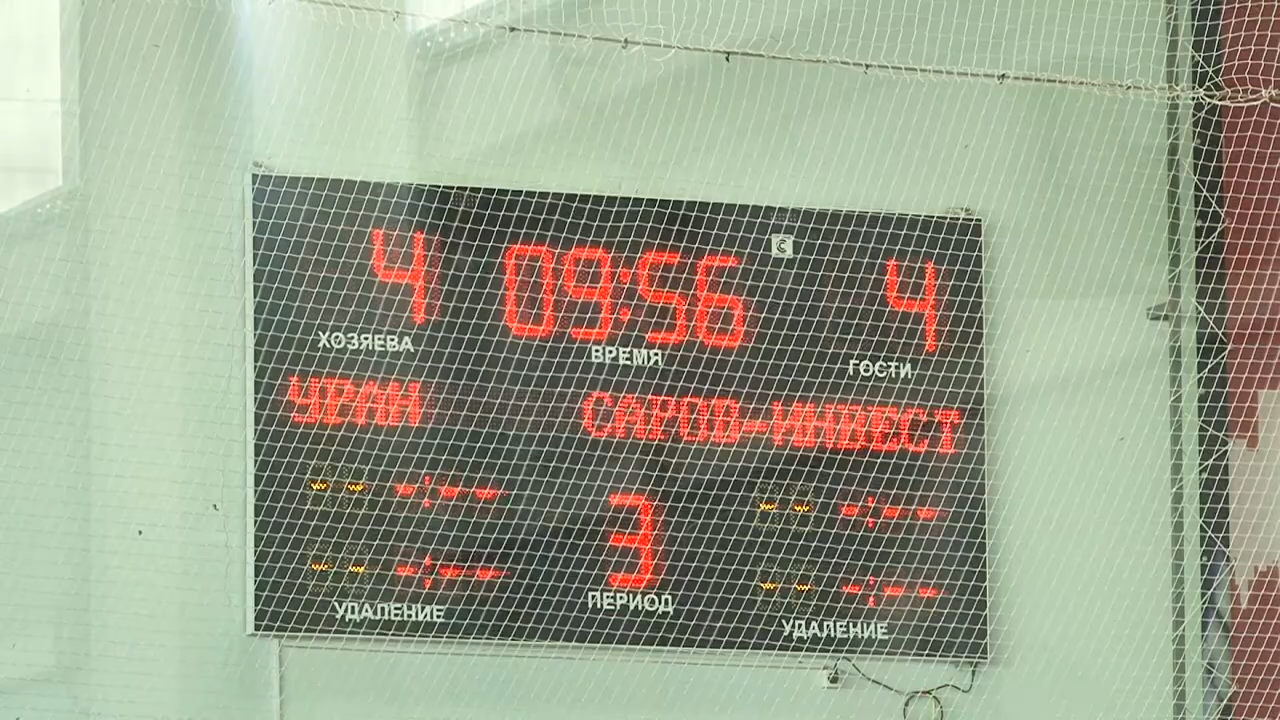 4 09:56 4
ХОЗЯЕВА ВРЕМЯ ГОСТИ
УРАН САРОВ-ИНВЕСТ
--  -:-- 3 --  -:--
--  -:-- --  -:--
УДАЛЕНИЕ ПЕРИОД УДАЛЕНИЕ